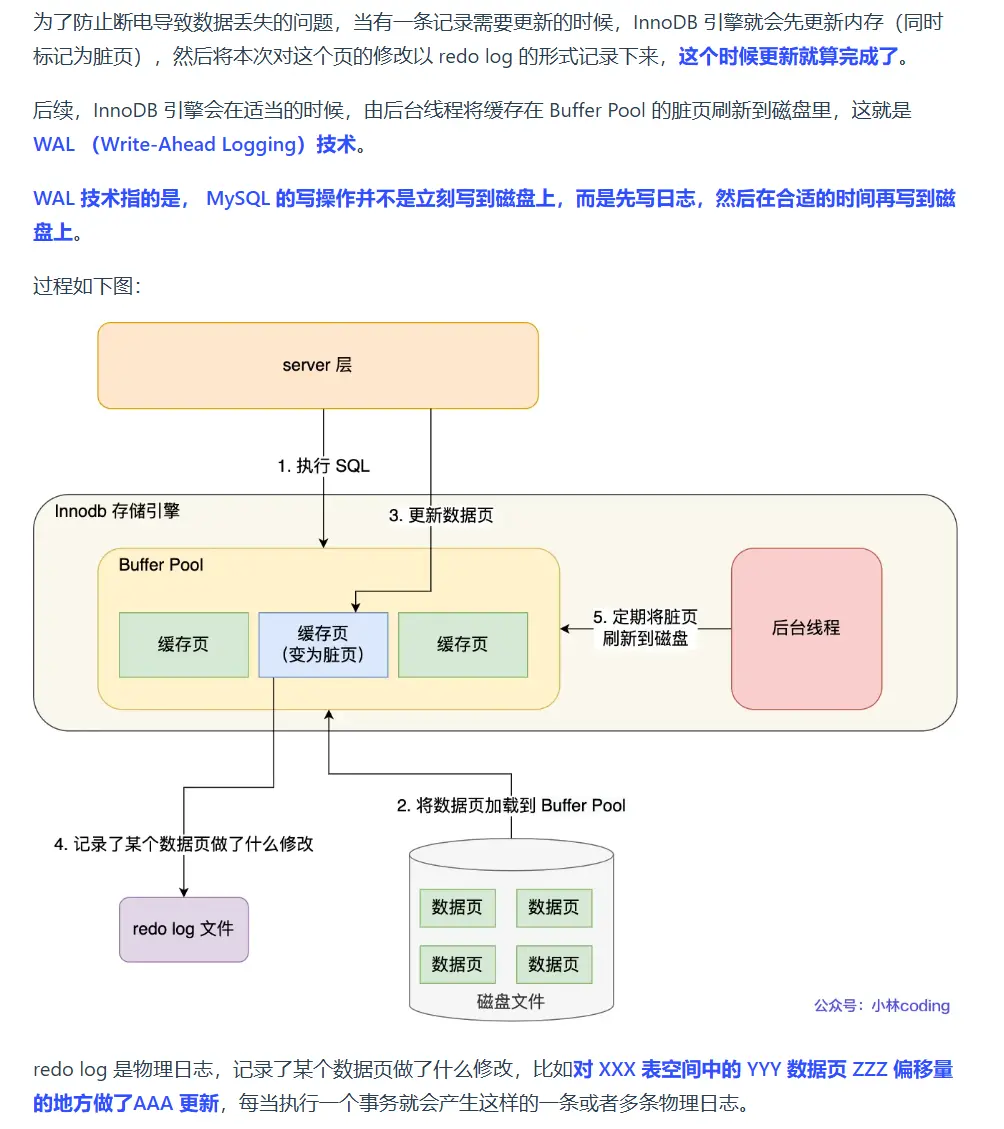 为了防止断电导致数据丢失的问题，当有一条记录需要更新的时候，InnoDB 引擎就会先更新内存（同时
标记为脏页），然后将本次对这个页的修改以 redo log 的形式记录下来，这个时候更新就算完成了。
后续，InnoDB 引擎会在适当的时候，由后台线程将缓存在 Buffer Pool 的脏页刷新到磁盘里，这就是
WAL （Write-Ahead Logging）技术。
WAL 技术指的是， MySQL 的写操作并不是立刻写到磁盘上，而是先写日志，然后在合适的时间再写到磁
盘上。
过程如下图：
server 层
1. 执行 SQL
Innodb 存储引擎
3. 更新数据页
Buffer Pool
缓存页
缓存页
（变为脏页）
缓存页
5. 定期将脏页
刷新到磁盘
后台线程
2. 将数据页加载到 Buffer Pool
4. 记录了某个数据页做了什么修改
redo log 文件
数据页
数据页
数据页
数据页
磁盘文件
公众号：小林coding
redo log 是物理日志，记录了某个数据页做了什么修改，比如对 XXX 表空间中的 YYY 数据页 ZZZ 偏移量
的地方做了AAA 更新，每当执行一个事务就会产生这样的一条或者多条物理日志。